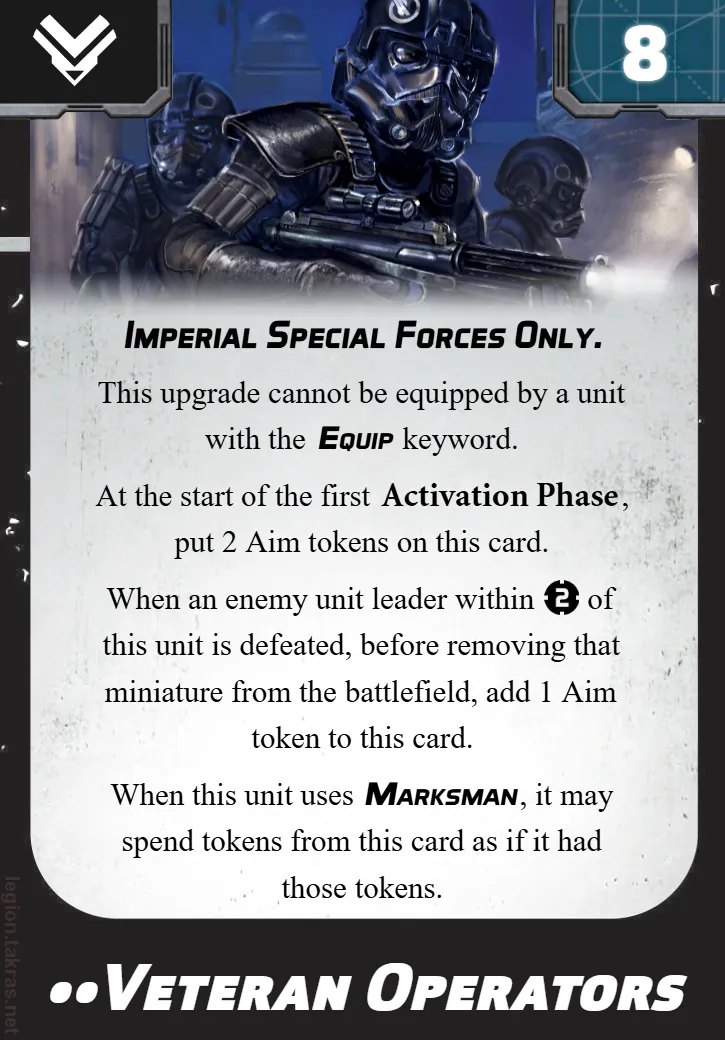 8
IMPERIAL SPECIAL FORCES ONLY.
This upgrade cannot be equipped by a unit
with the EQUIP keyword.
At the start of the first Activation Phase,
put 2 Aim tokens on this card.
When an enemy unit leader within 2 of
this unit is defeated, before removing that
miniature from the battlefield, add 1 Aim
token to this card.
When this unit uses MARKSMAN, it may
spend tokens from this card as if it had
those tokens.
legion.takras.net
••VETERAN OPERATORS